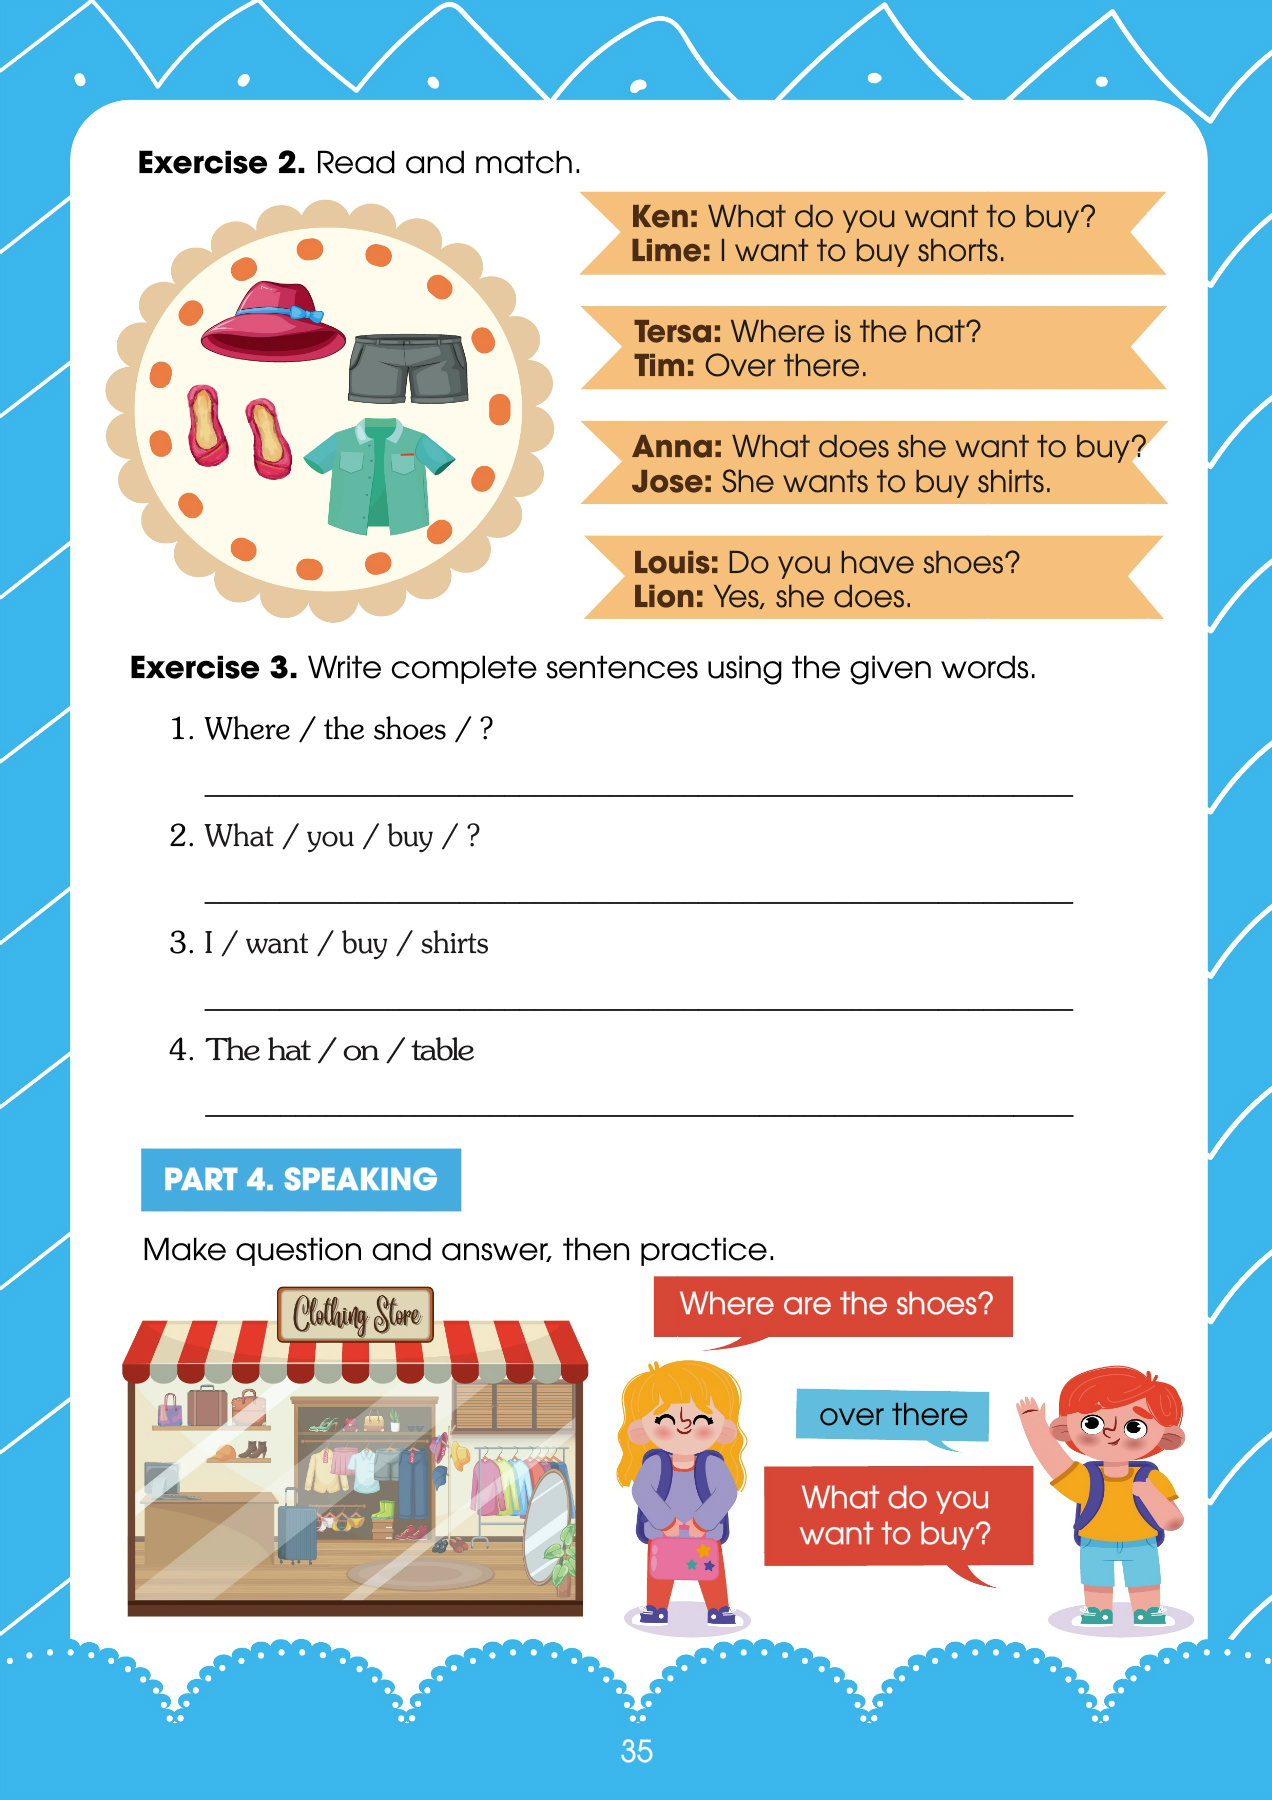 Exercise 2. Read and match.
Ken: What do you want to buy?
Lime: I want to buy shorts.
Tersa: Where is the hat?
Tim: Over there.
Anna: What does she want to buy?
Jose: She wants to buy shirts.
Louis: Do you have shoes?
Lion: Yes, she does.
Exercise 3. Write complete sentences using the given words.
1. Where / the shoes / ?
2. What / you / buy / ?
3. I / want / buy / shirts
4. The hat / on / table
PART 4. SPEAKING
Make question and answer, then practice.
Clothing Store
Where are the shoes?
over there
What do you
want to buy?
35